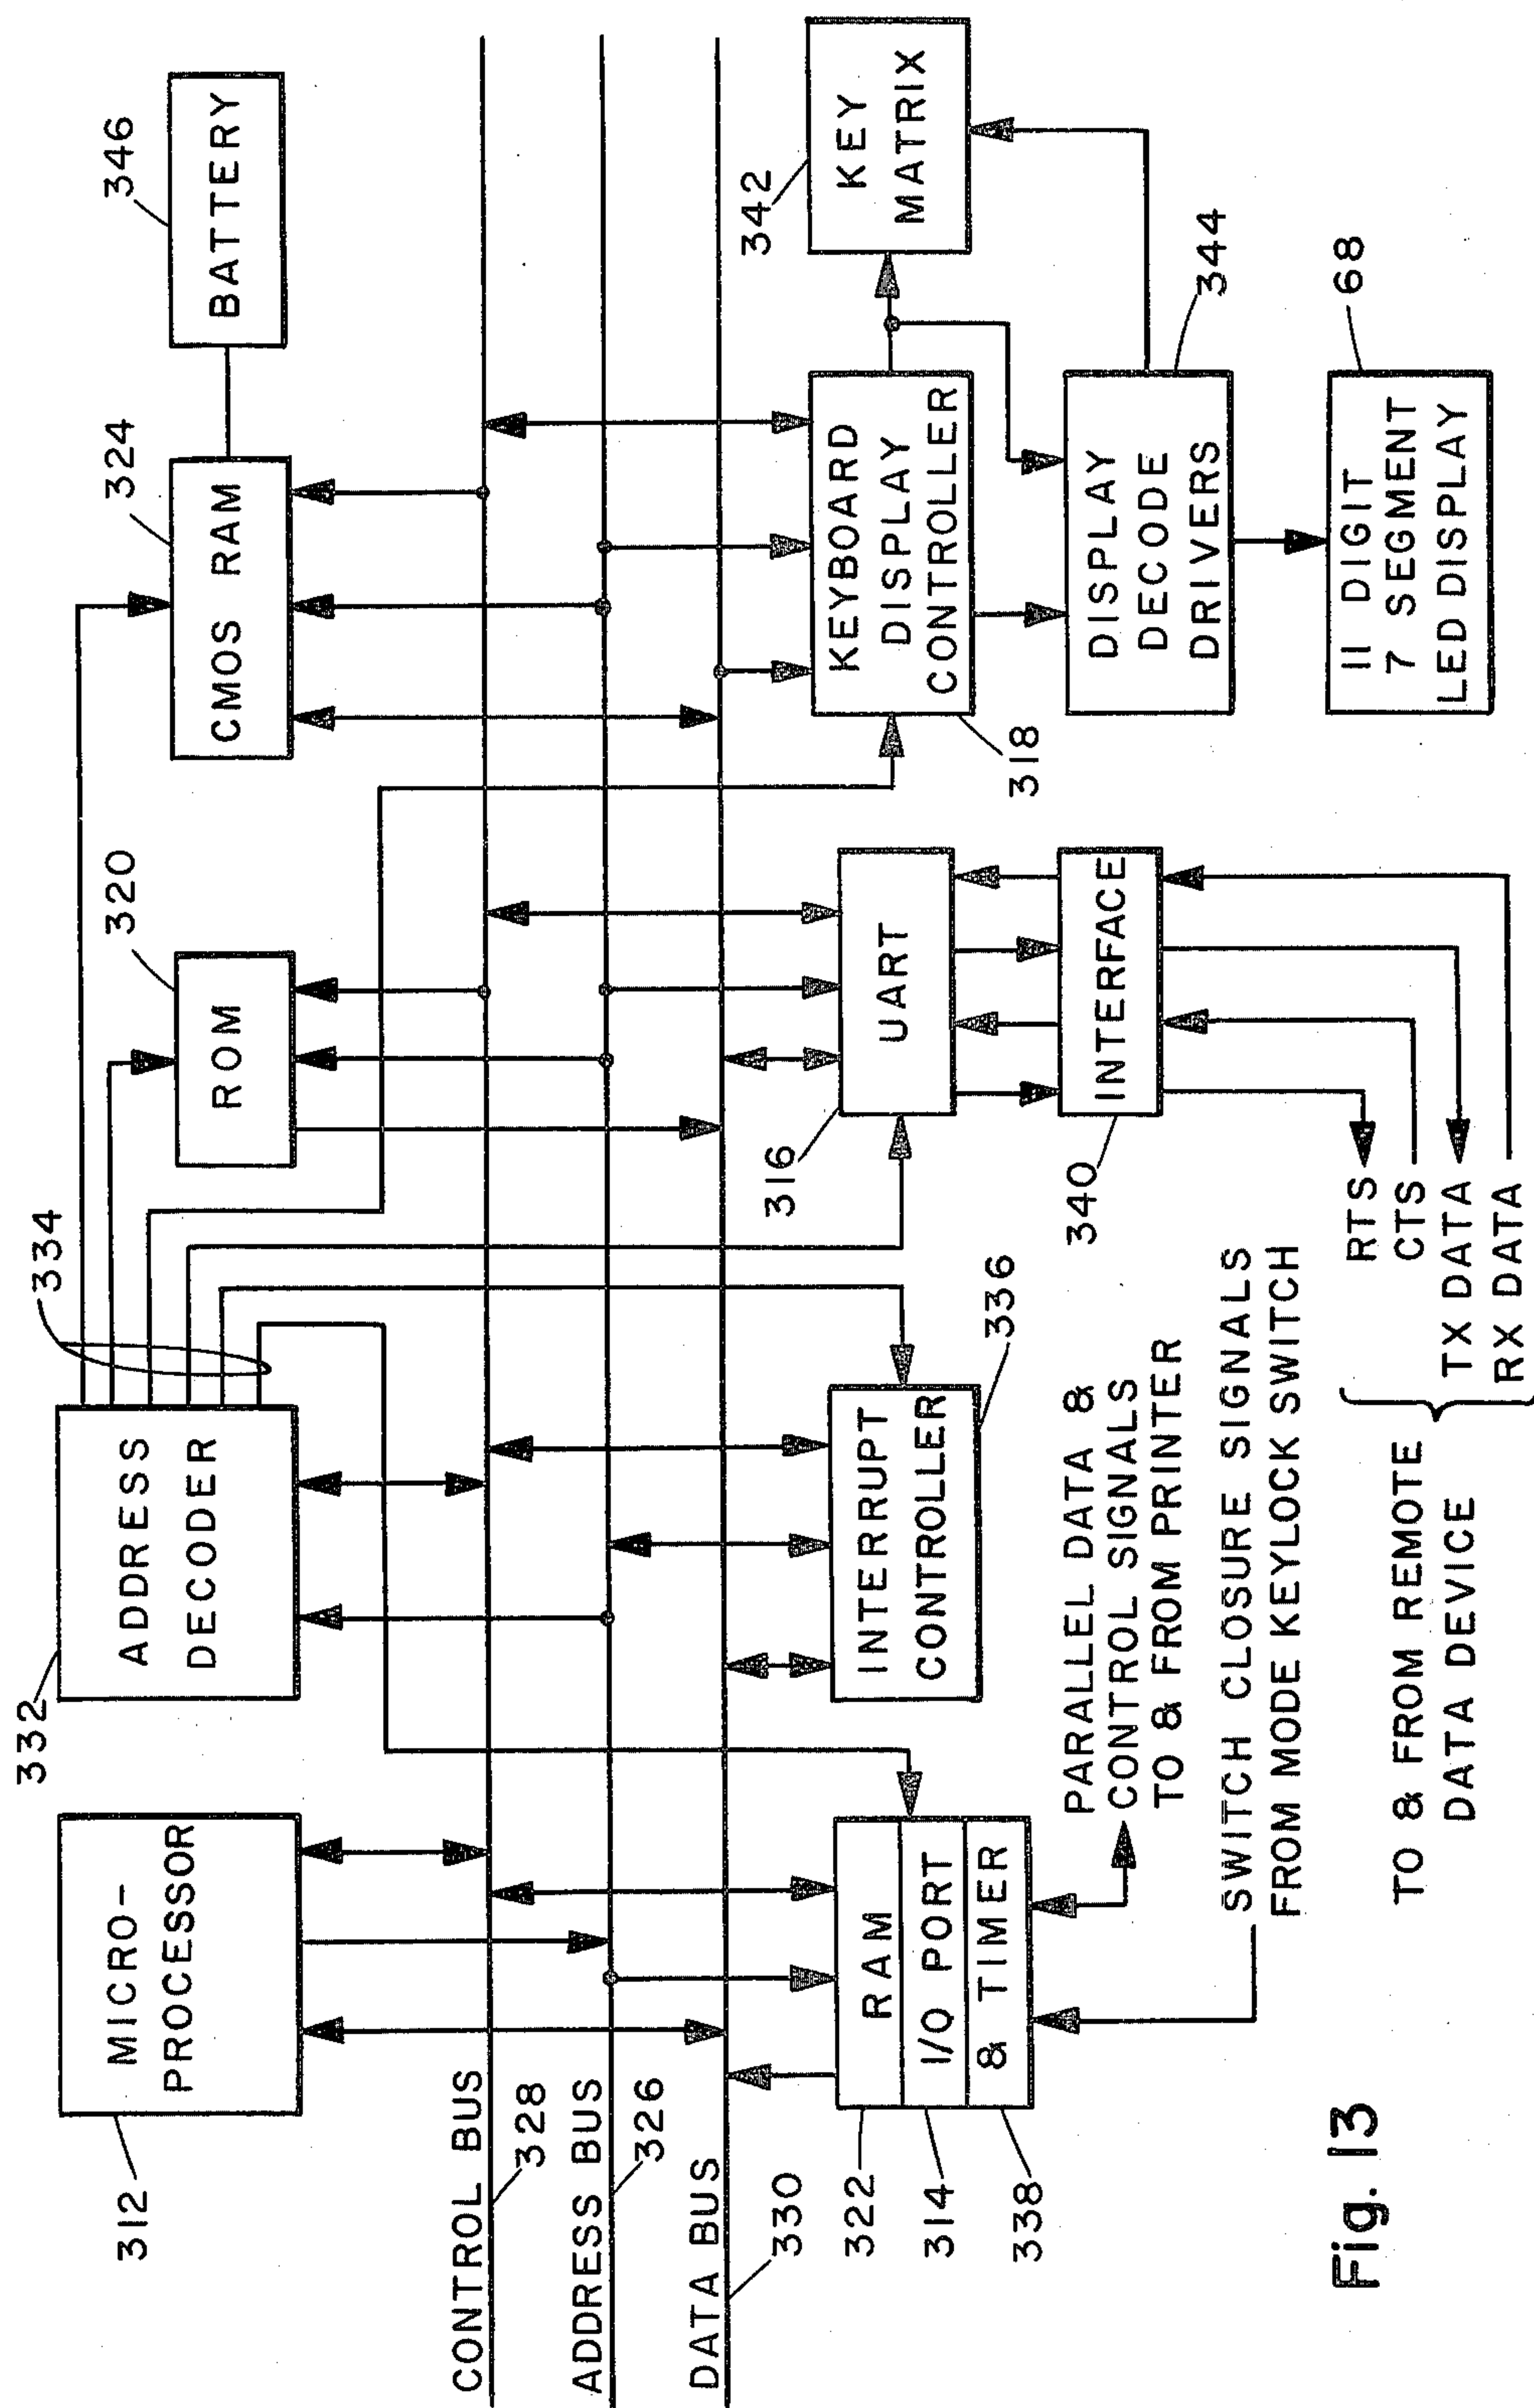 312
MICRO-
PROCESSOR
332
ADDRESS
DECODER
334
320
ROM
324
CMOS RAM
346
BATTERY
CONTROL BUS
328
ADDRESS BUS
326
DATA BUS
330
322
RAM
314
I/O PORT
338
& TIMER
INTERRUPT
CONTROLLER
336
316
UART
340
INTERFACE
318
KEYBOARD
DISPLAY
CONTROLLER
342
KEY
MATRIX
DISPLAY
DECODE
DRIVERS
344
11 DIGIT
7 SEGMENT
LED DISPLAY
68
PARALLEL DATA &
CONTROL SIGNALS
TO & FROM PRINTER
SWITCH CLOSURE SIGNALS
FROM MODE KEYLOCK SWITCH
TO & FROM REMOTE
DATA DEVICE
RTS
CTS
TX DATA
RX DATA
Fig. 13